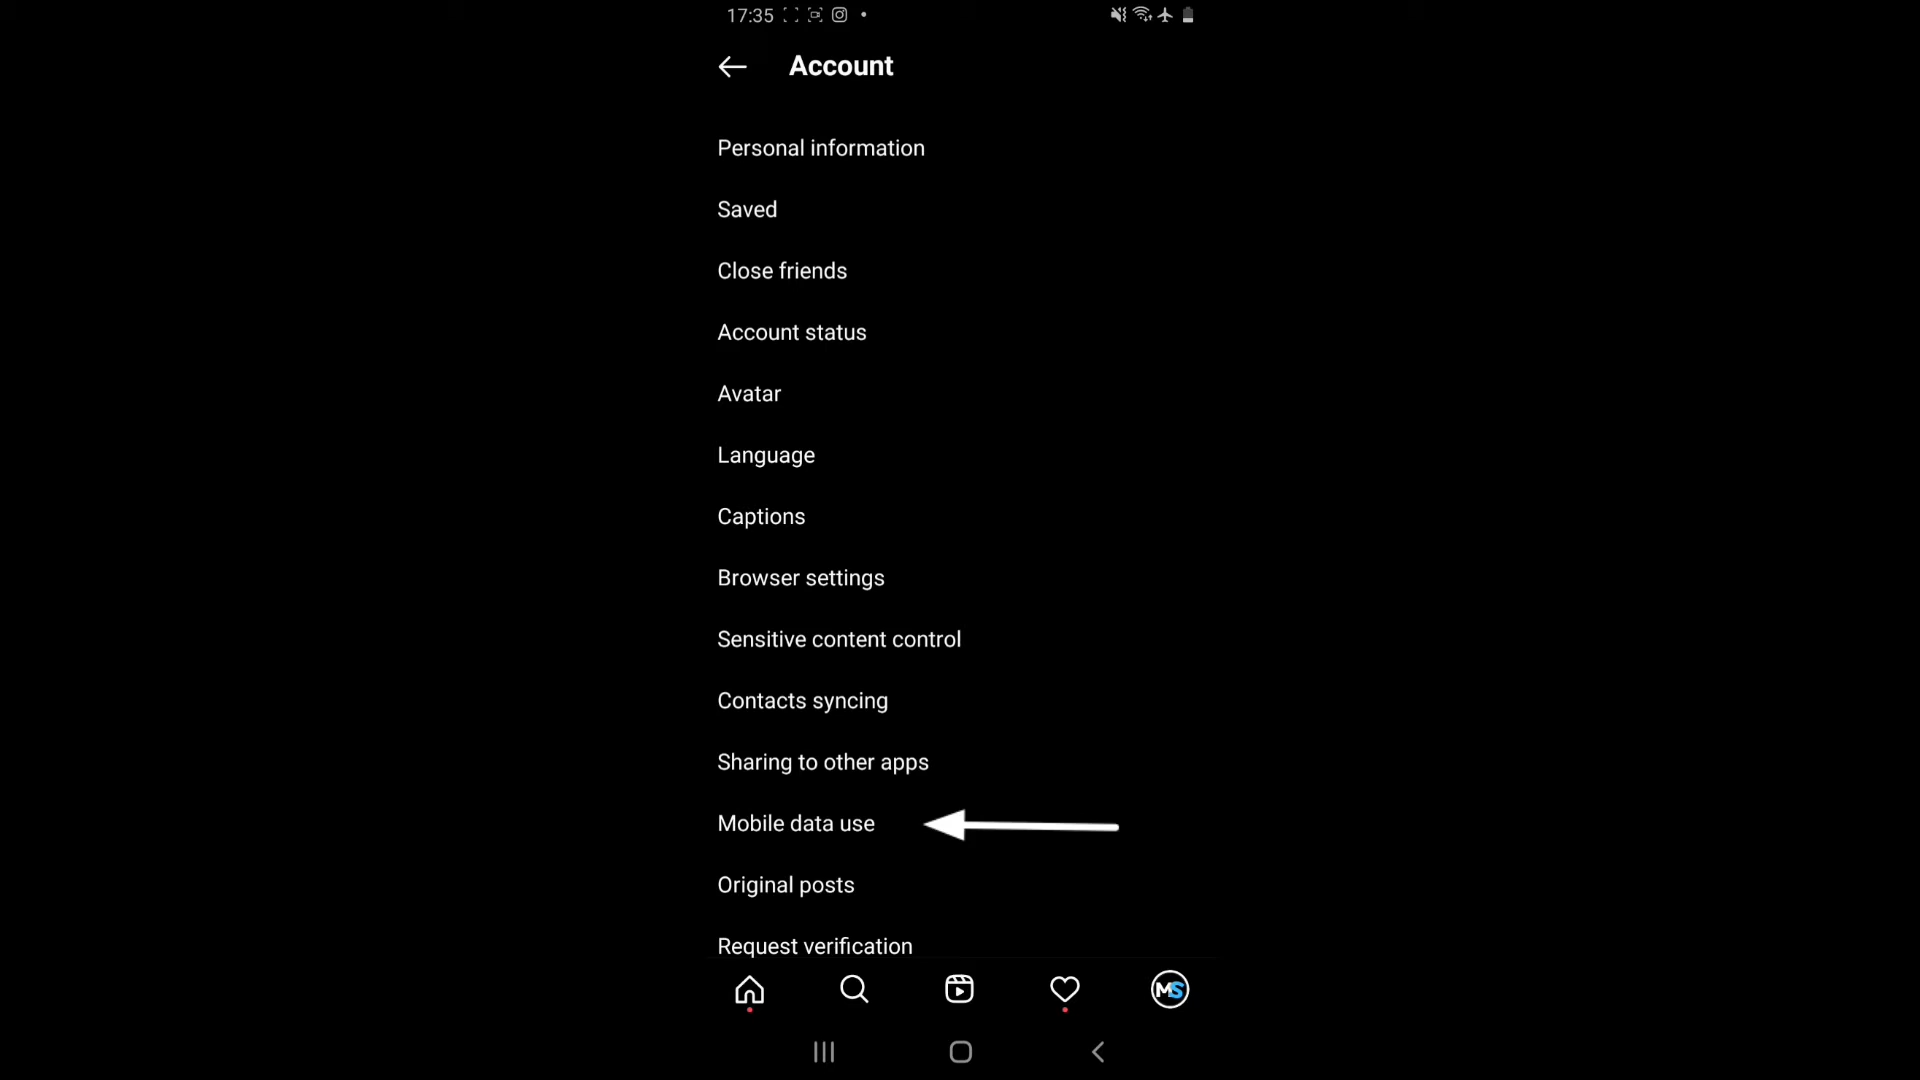 17:35
Account
Personal information
Saved
Close friends
Account status
Avatar
Language
Captions
Browser settings
Sensitive content control
Contacts syncing
Sharing to other apps
Mobile data use
Original posts
Request verification
MS